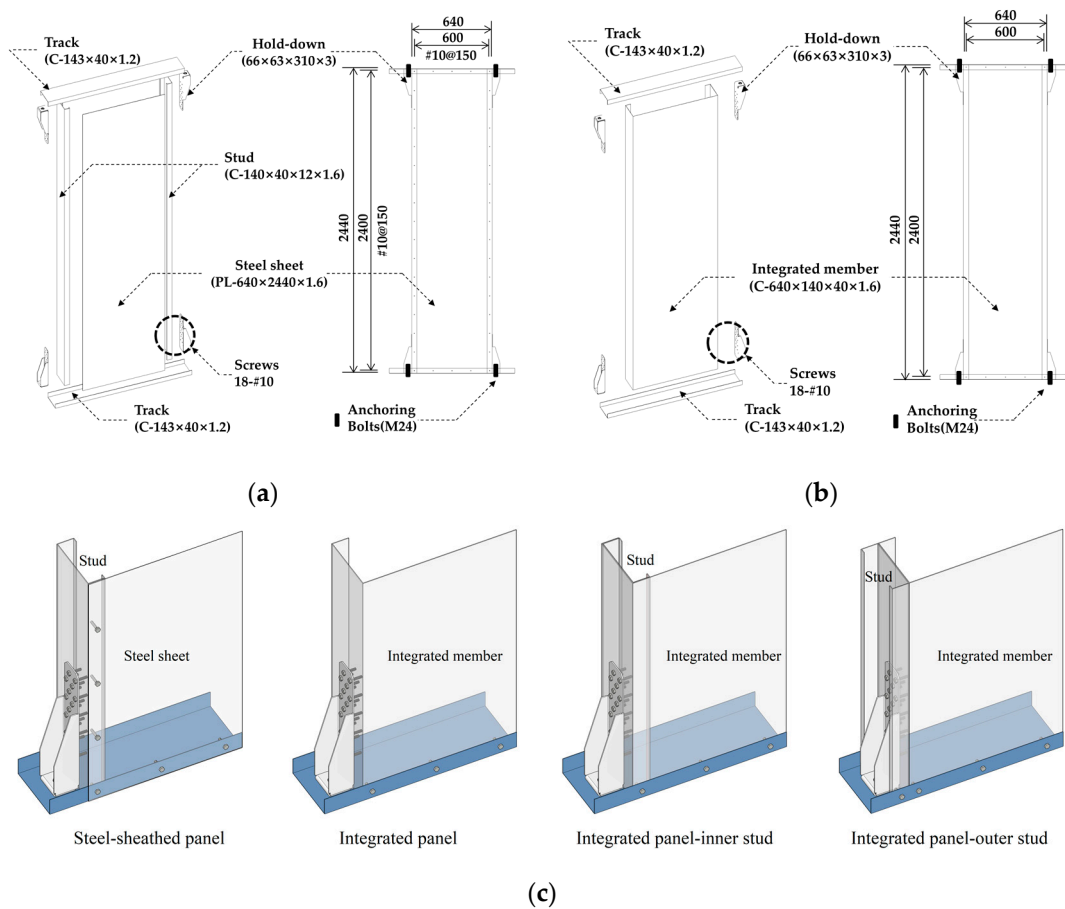 Track
(C-143×40×1.2)
Hold-down
(66×63×310×3)
640
600
#10@150
Stud
(C-140×40×12×1.6)
2440
2400
#10@150
Steel sheet
(PL-640×2440×1.6)
Screws
18-#10
Track
(C-143×40×1.2)
Anchoring
Bolts(M24)
(a)
Track
(C-143×40×1.2)
Hold-down
(66×63×310×3)
640
600
2440
2400
Integrated member
(C-640×140×40×1.6)
Screws
18-#10
Track
(C-143×40×1.2)
Anchoring
Bolts(M24)
(b)
Stud
Steel sheet
Steel-sheathed panel
Integrated member
Integrated panel
Stud
Integrated member
Integrated panel-inner stud
Stud
Integrated member
Integrated panel-outer stud
(c)